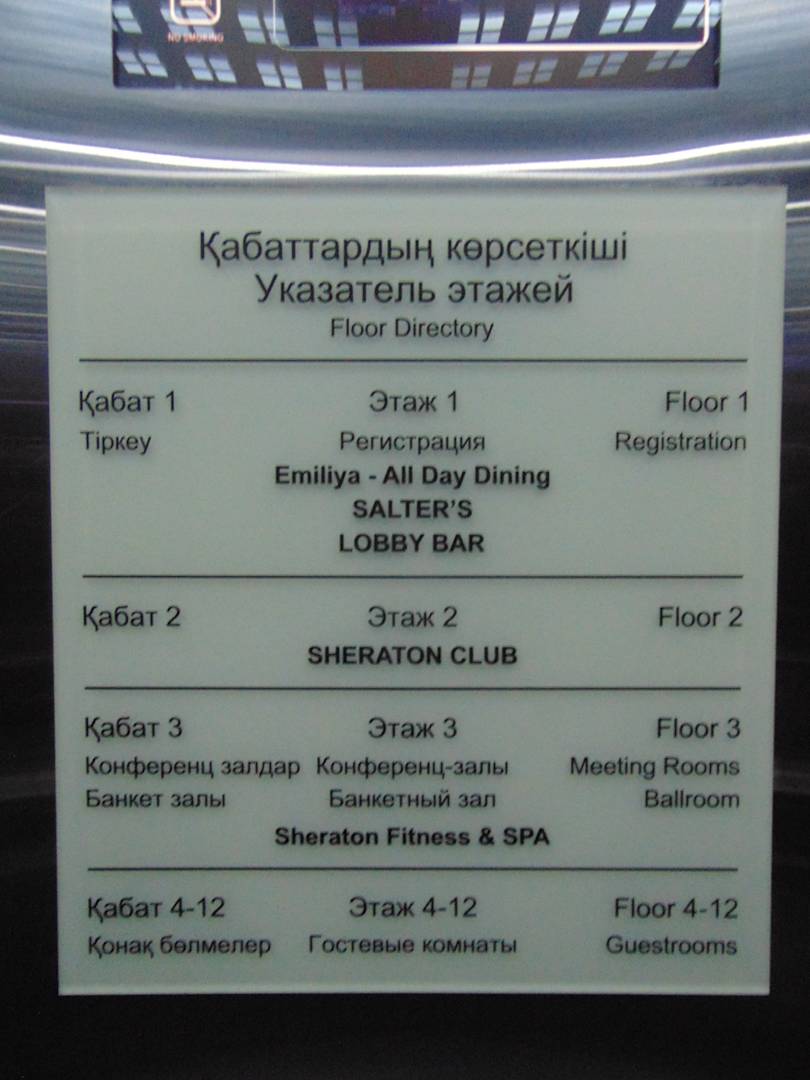 NO SMOKING
Қабаттардың көрсеткіші
Указатель этажей
Floor Directory
Қабат 1 Этаж 1 Floor 1
Тіркеу Регистрация Registration
Emiliya - All Day Dining
SALTER'S
LOBBY BAR
Қабат 2 Этаж 2 Floor 2
SHERATON CLUB
Қабат 3 Этаж 3 Floor 3
Конференц залдар Конференц-залы Meeting Rooms
Банкет залы Банкетный зал Ballroom
Sheraton Fitness & SPA
Қабат 4-12 Этаж 4-12 Floor 4-12
Қонақ бөлмелер Гостевые комнаты Guestrooms